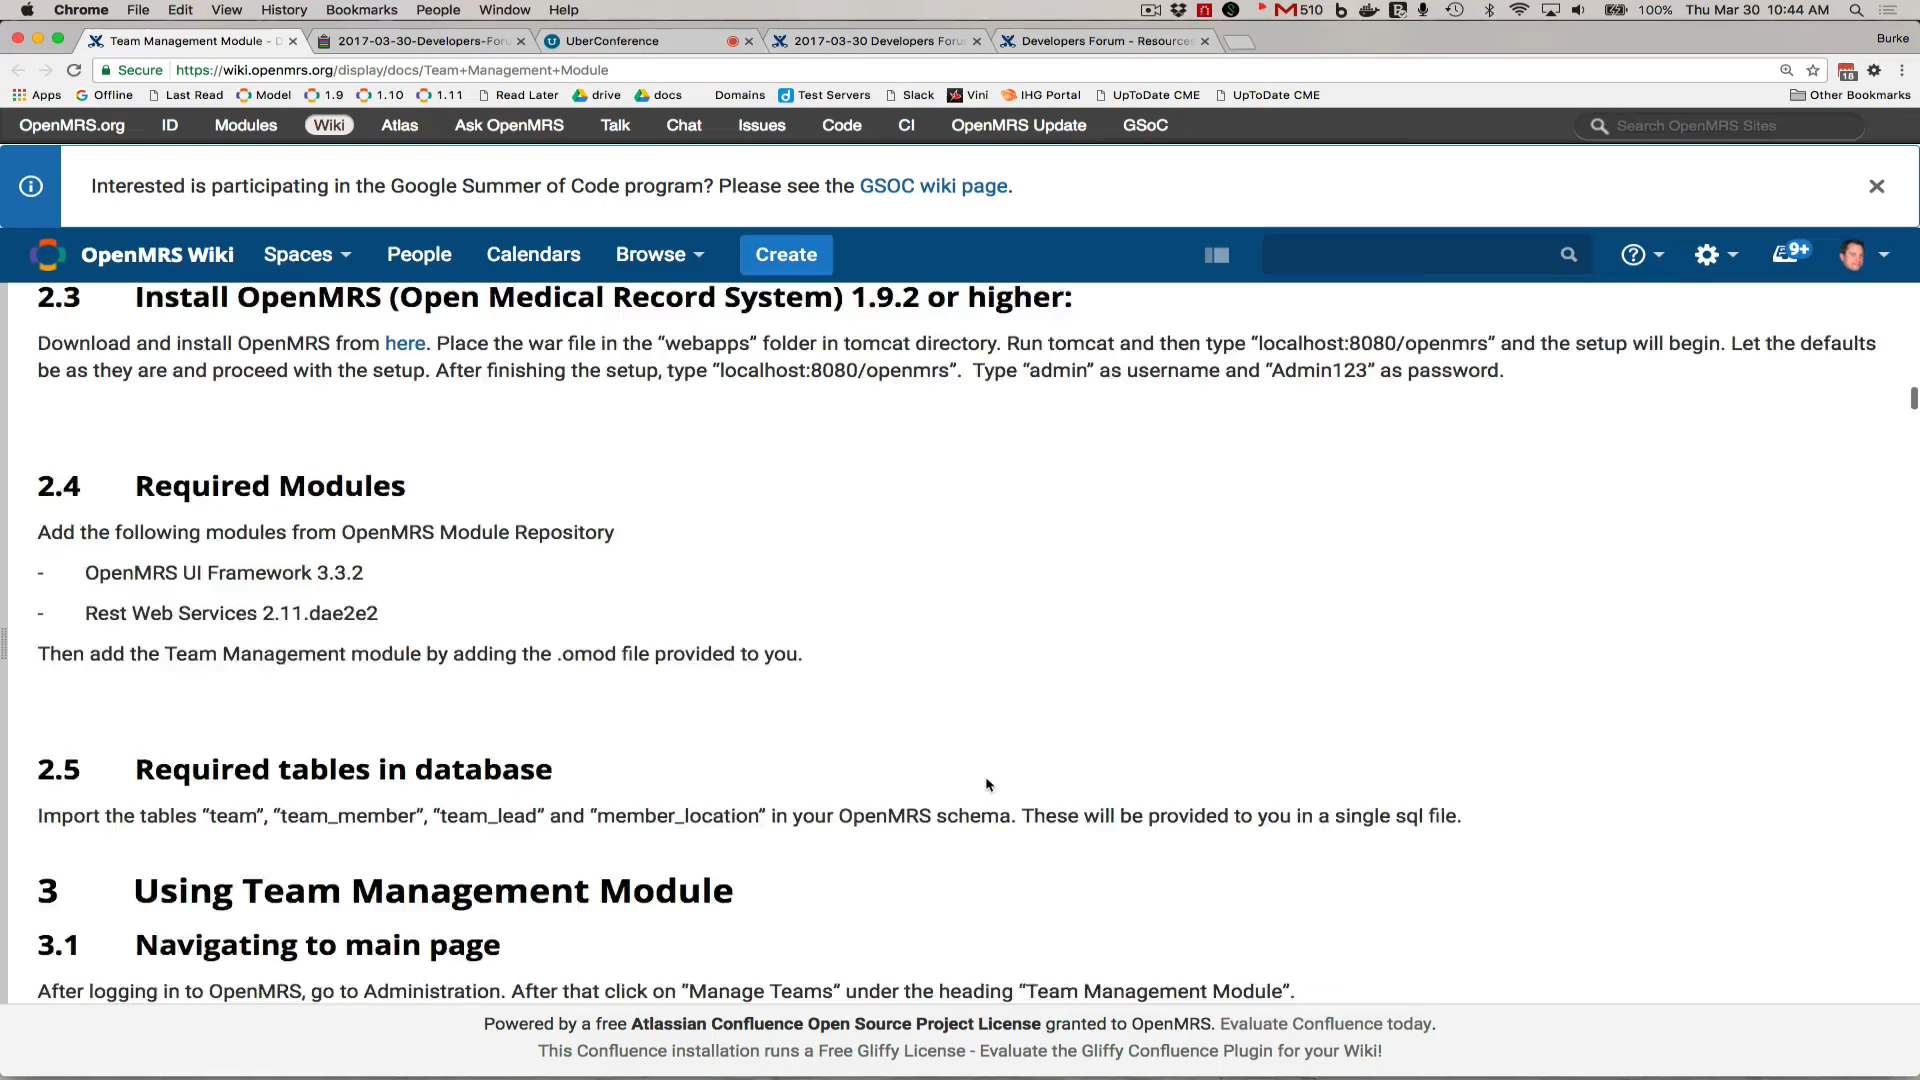 Chrome File Edit View History Bookmarks People Window Help 510 100% Thu Mar 30 10:44 AM
Team Management Module - D 2017-03-30-Developers-Foru UberConference 2017-03-30 Developers Foru Developers Forum - Resources Burke
Secure https://wiki.openmrs.org/display/docs/Team+Management+Module 18
Apps Offline Last Read Model 1.9 1.10 1.11 Read Later drive docs Domains Test Servers Slack Vini IHG Portal UpToDate CME UpToDate CME Other Bookmarks
OpenMRS.org ID Modules Wiki Atlas Ask OpenMRS Talk Chat Issues Code CI OpenMRS Update GSoC Search OpenMRS Sites
Interested is participating in the Google Summer of Code program? Please see the GSOC wiki page.
OpenMRS Wiki Spaces People Calendars Browse Create 9+
2.3 Install OpenMRS (Open Medical Record System) 1.9.2 or higher:
Download and install OpenMRS from here. Place the war file in the “webapps” folder in tomcat directory. Run tomcat and then type “localhost:8080/openmrs” and the setup will begin. Let the defaults
be as they are and proceed with the setup. After finishing the setup, type “localhost:8080/openmrs”. Type “admin” as username and “Admin123” as password.
2.4 Required Modules
Add the following modules from OpenMRS Module Repository
- OpenMRS UI Framework 3.3.2
- Rest Web Services 2.11.dae2e2
Then add the Team Management module by adding the .omod file provided to you.
2.5 Required tables in database
Import the tables “team”, “team_member”, “team_lead” and “member_location” in your OpenMRS schema. These will be provided to you in a single sql file.
3 Using Team Management Module
3.1 Navigating to main page
After logging in to OpenMRS, go to Administration. After that click on “Manage Teams” under the heading “Team Management Module”.
Powered by a free Atlassian Confluence Open Source Project License granted to OpenMRS. Evaluate Confluence today.
This Confluence installation runs a Free Gliffy License - Evaluate the Gliffy Confluence Plugin for your Wiki!